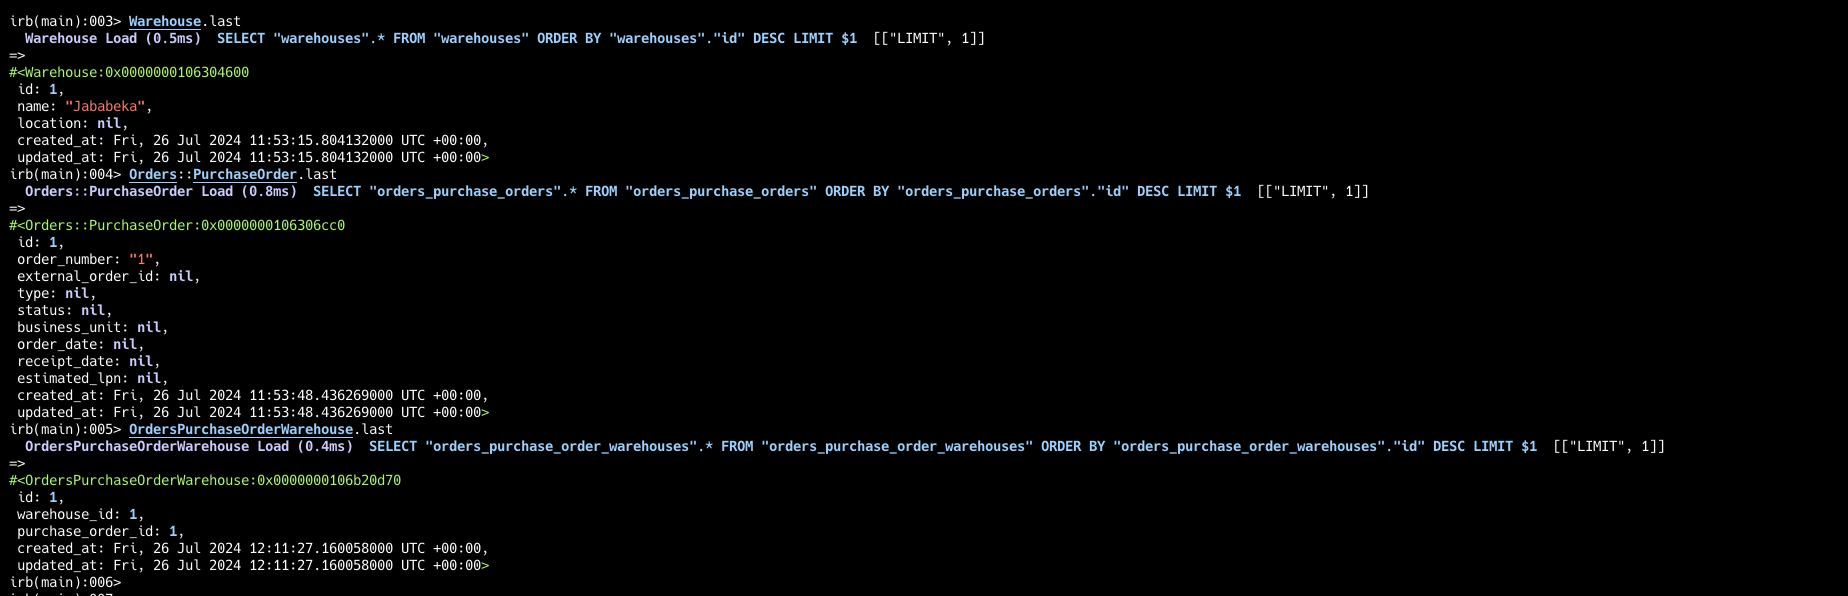 irb(main):003> Warehouse.last
  Warehouse Load (0.5ms)  SELECT "warehouses".* FROM "warehouses" ORDER BY "warehouses"."id" DESC LIMIT $1  [["LIMIT", 1]]
=>
#<Warehouse:0x0000000106304600
 id: 1,
 name: "Jababeka",
 location: nil,
 created_at: Fri, 26 Jul 2024 11:53:15.804132000 UTC +00:00,
 updated_at: Fri, 26 Jul 2024 11:53:15.804132000 UTC +00:00>
irb(main):004> Orders::PurchaseOrder.last
  Orders::PurchaseOrder Load (0.8ms)  SELECT "orders_purchase_orders".* FROM "orders_purchase_orders" ORDER BY "orders_purchase_orders"."id" DESC LIMIT $1  [["LIMIT", 1]]
=>
#<Orders::PurchaseOrder:0x0000000106306cc0
 id: 1,
 order_number: "1",
 external_order_id: nil,
 type: nil,
 status: nil,
 business_unit: nil,
 order_date: nil,
 receipt_date: nil,
 estimated_lpn: nil,
 created_at: Fri, 26 Jul 2024 11:53:48.436269000 UTC +00:00,
 updated_at: Fri, 26 Jul 2024 11:53:48.436269000 UTC +00:00>
irb(main):005> OrdersPurchaseOrderWarehouse.last
  OrdersPurchaseOrderWarehouse Load (0.4ms)  SELECT "orders_purchase_order_warehouses".* FROM "orders_purchase_order_warehouses" ORDER BY "orders_purchase_order_warehouses"."id" DESC LIMIT $1  [["LIMIT", 1]]
=>
#<OrdersPurchaseOrderWarehouse:0x0000000106b20d70
 id: 1,
 warehouse_id: 1,
 purchase_order_id: 1,
 created_at: Fri, 26 Jul 2024 12:11:27.160058000 UTC +00:00,
 updated_at: Fri, 26 Jul 2024 12:11:27.160058000 UTC +00:00>
irb(main):006>